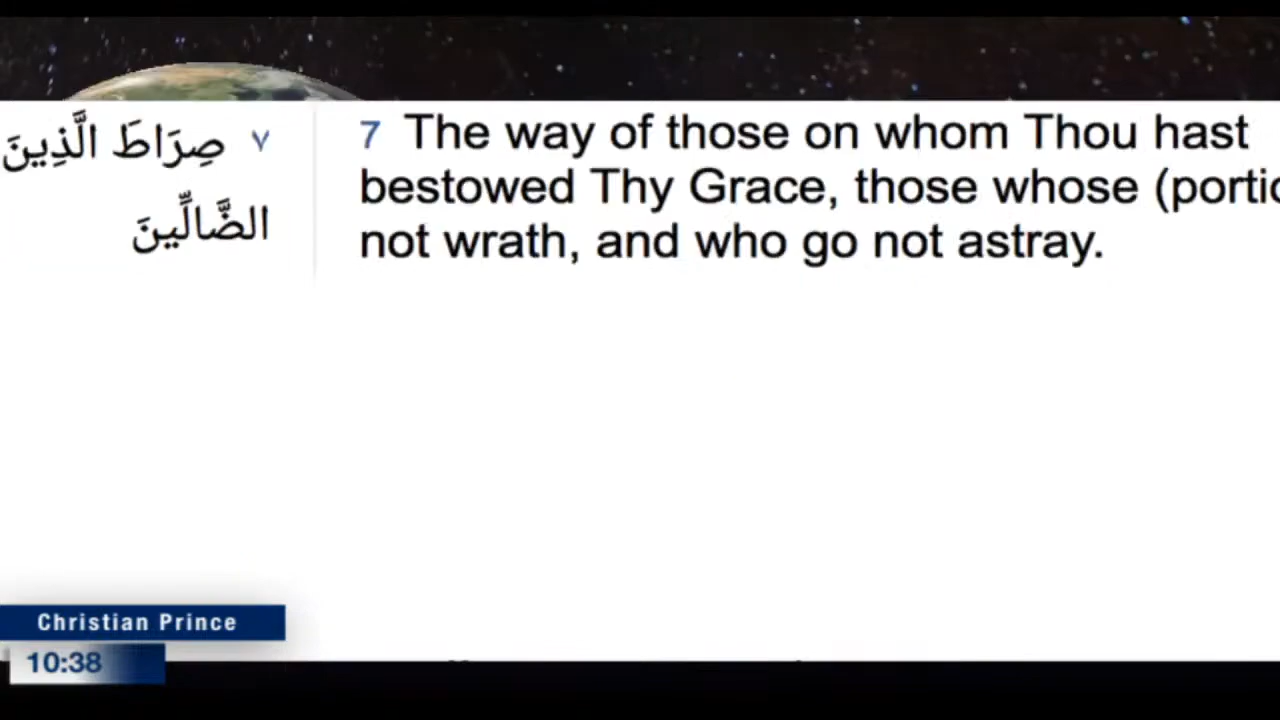 ٧ صِرَاطَ الَّذِينَ
الضَّالِّينَ
7 The way of those on whom Thou hast
bestowed Thy Grace, those whose
not wrath, and who go not astray.
Christian Prince
10:38